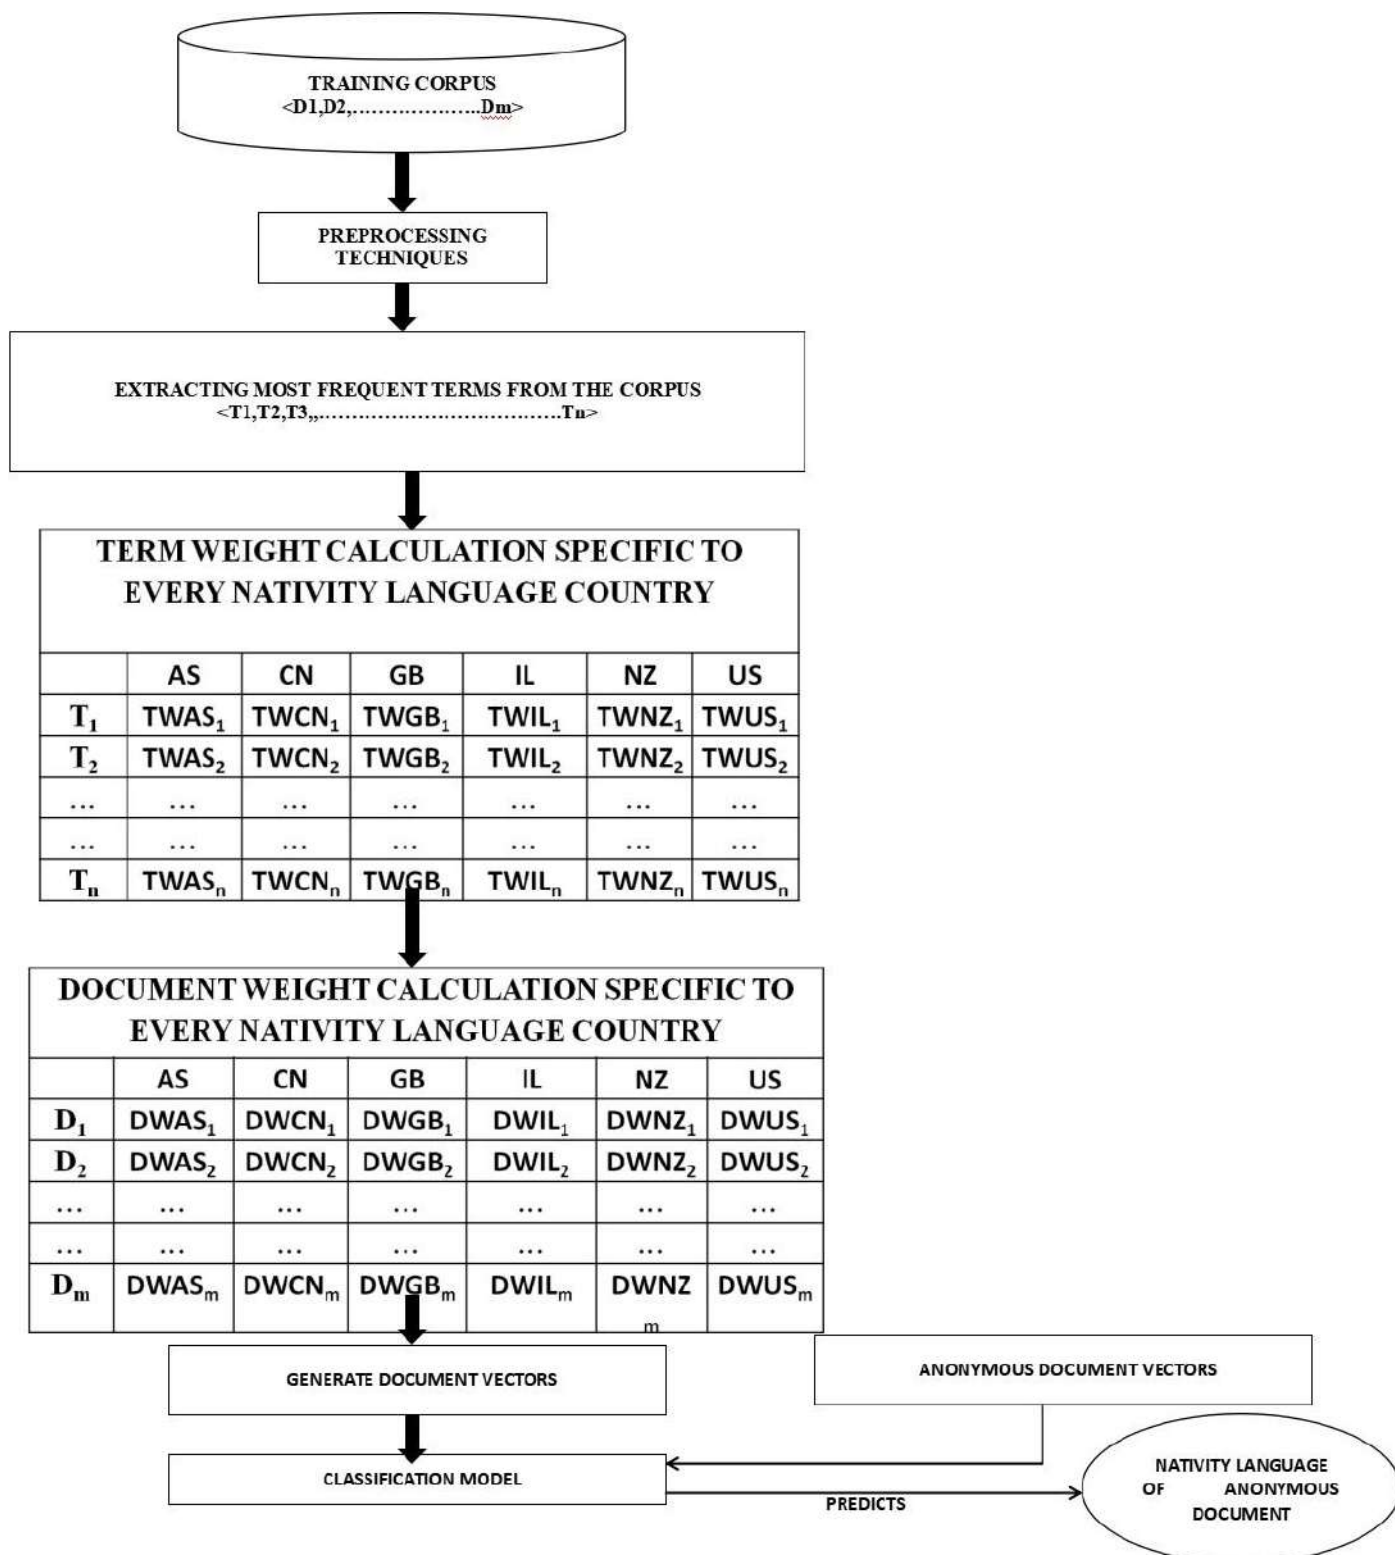 TRAINING CORPUS
<D1,D2,......................Dm>
PREPROCESSING
TECHNIQUES
EXTRACTING MOST FREQUENT TERMS FROM THE CORPUS
<T1,T2,T3,,......................................Tn>
TERM WEIGHT CALCULATION SPECIFIC TO
EVERY NATIVITY LANGUAGE COUNTRY
AS CN GB IL NZ US
T1 TWAS1 TWCN1 TWGB1 TWIL1 TWNZ1 TWUS1
T2 TWAS2 TWCN2 TWGB2 TWIL2 TWNZ2 TWUS2
... ... ... ... ... ... ...
... ... ... ... ... ... ...
Tn TWASn TWCNn TWGBn TWILn TWNZn TWUSn
DOCUMENT WEIGHT CALCULATION SPECIFIC TO
EVERY NATIVITY LANGUAGE COUNTRY
AS CN GB IL NZ US
D1 DWAS1 DWCN1 DWGB1 DWIL1 DWNZ1 DWUS1
D2 DWAS2 DWCN2 DWGB2 DWIL2 DWNZ2 DWUS2
... ... ... ... ... ... ...
... ... ... ... ... ... ...
Dm DWASm DWCNm DWGBm DWILm DWNZ DWUSm
m
GENERATE DOCUMENT VECTORS
ANONYMOUS DOCUMENT VECTORS
CLASSIFICATION MODEL
PREDICTS
NATIVITY LANGUAGE
OF ANONYMOUS
DOCUMENT